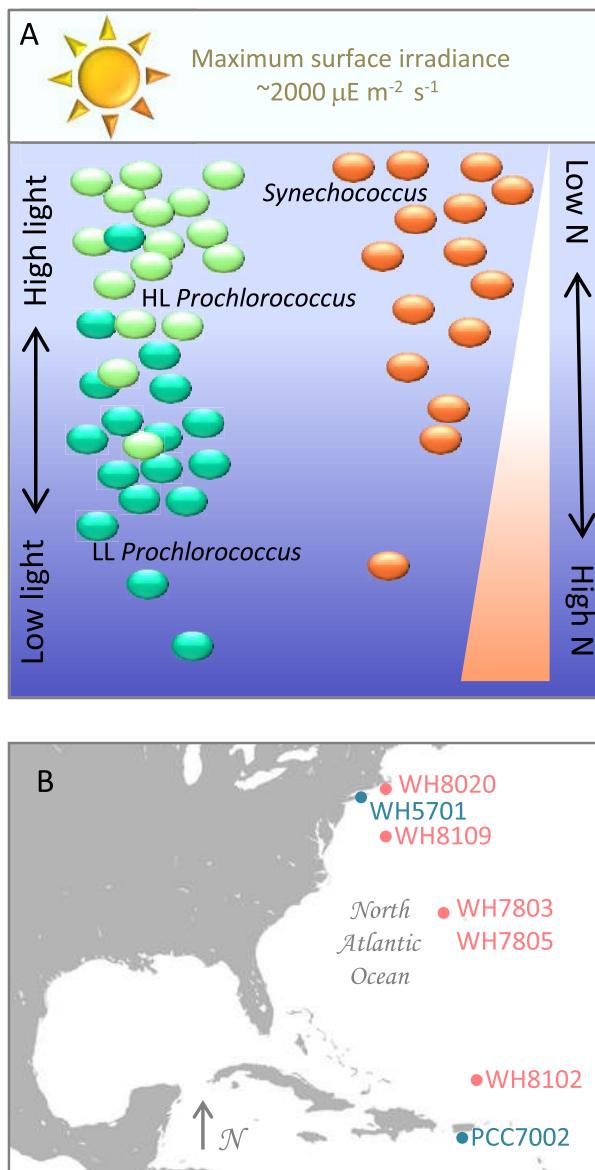 A
Maximum surface irradiance
~2000 µE m⁻² s⁻¹
High light
Low light
Synechococcus
HL Prochlorococcus
LL Prochlorococcus
Low N
High N
B
WH8020
WH5701
WH8109
North
Atlantic
Ocean
WH7803
WH7805
WH8102
PCC7002
N